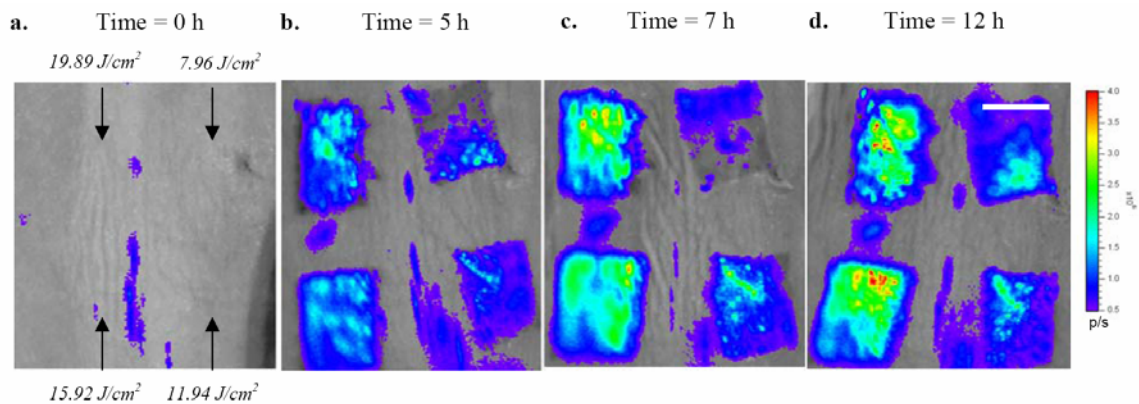 a. Time = 0 h b. Time = 5 h c. Time = 7 h d. Time = 12 h
19.89 J/cm² 7.96 J/cm²
4.0
3.5
3.0
2.5
x10⁶
2.0
1.5
1.0
0.5
p/s
15.92 J/cm² 11.94 J/cm²